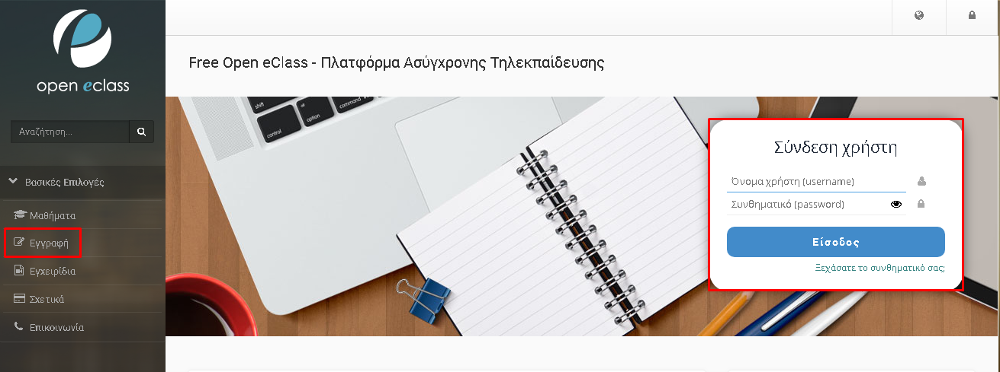 open eclass
Αναζήτηση...
Βασικές Επιλογές
Μαθήματα
Εγγραφή
Εγχειρίδια
Σχετικά
Επικοινωνία
Free Open eClass - Πλατφόρμα Ασύγχρονης Τηλεκπαίδευσης
shift
control
alt
option
command
Σύνδεση χρήστη
Όνομα χρήστη (username)
Συνθηματικό (password)
Είσοδος
Ξεχάσατε το συνθηματικό σας;